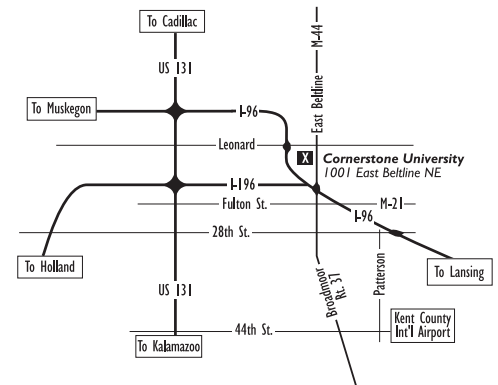 To Cadillac
M-44
US 131
To Muskegon
I-96
East Beltline
Leonard
X
Cornerstone University
1001 East Beltline NE
I-196
Fulton St.
M-21
I-96
28th St.
To Holland
To Lansing
Patterson
US 131
Broadmoor
Rt. 37
Kent County
Int'l Airport
44th St.
To Kalamazoo